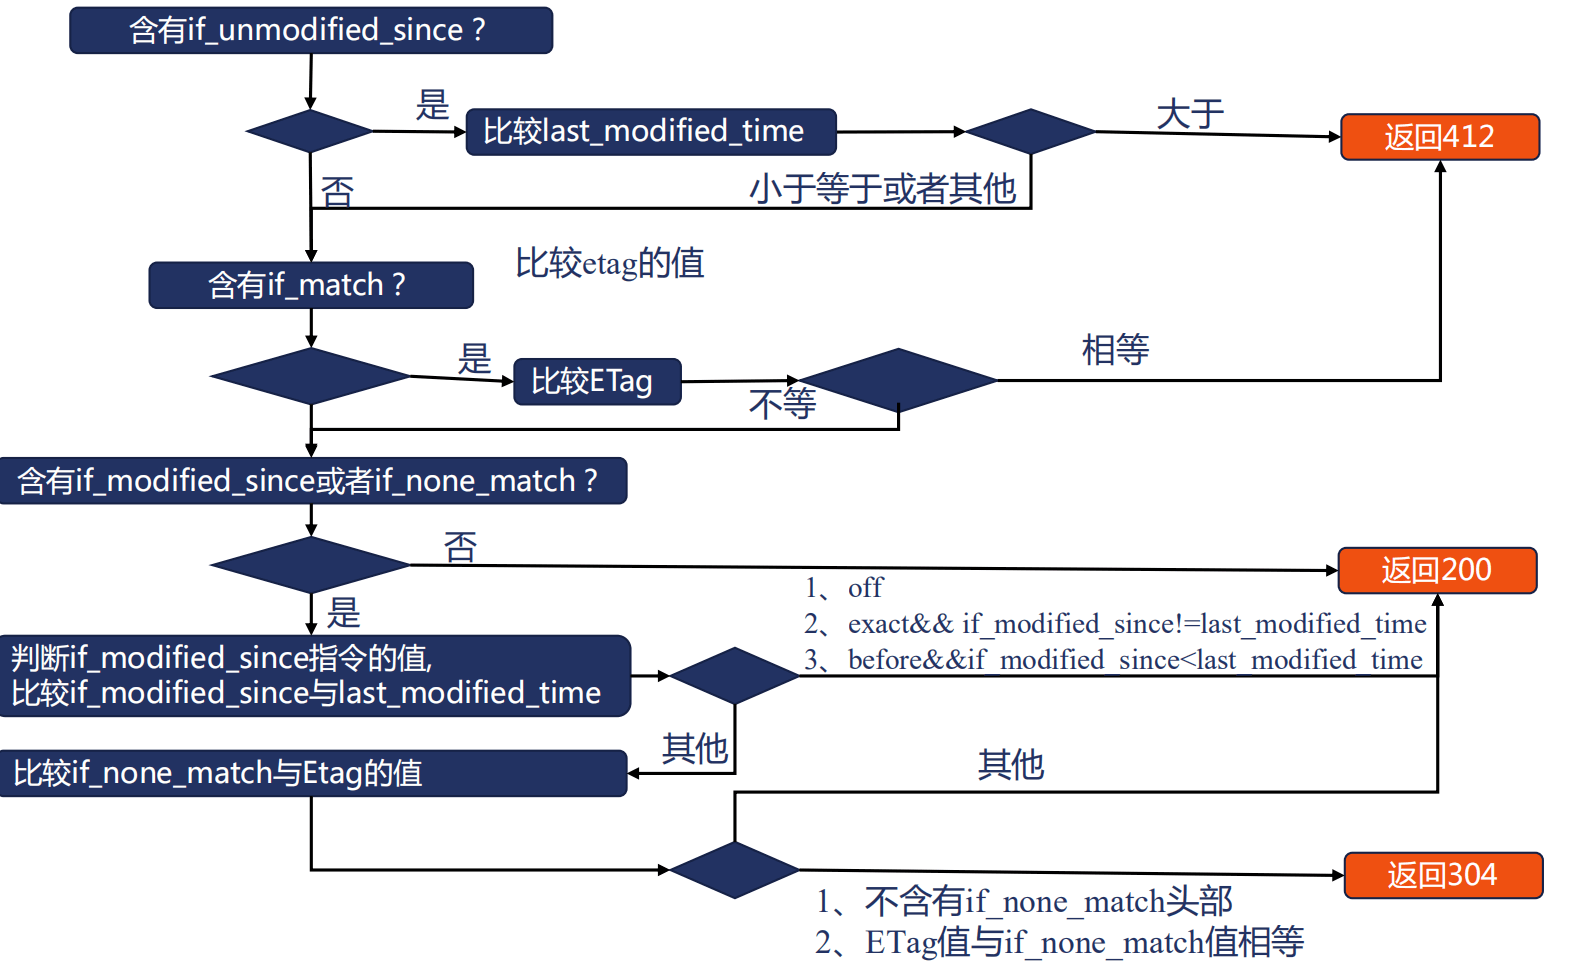 含有if_unmodified_since？
是
比较last_modified_time
大于
返回412
否
小于等于或者其他
比较etag的值
含有if_match？
是
比较ETag
相等
不等
含有if_modified_since或者if_none_match？
否
返回200
是
1、off
2、exact&& if_modified_since!=last_modified_time
3、before&&if_modified_since<last_modified_time
判断if_modified_since指令的值,
比较if_modified_since与last_modified_time
其他
比较if_none_match与Etag的值
其他
返回304
1、不含有if_none_match头部
2、ETag值与if_none_match值相等